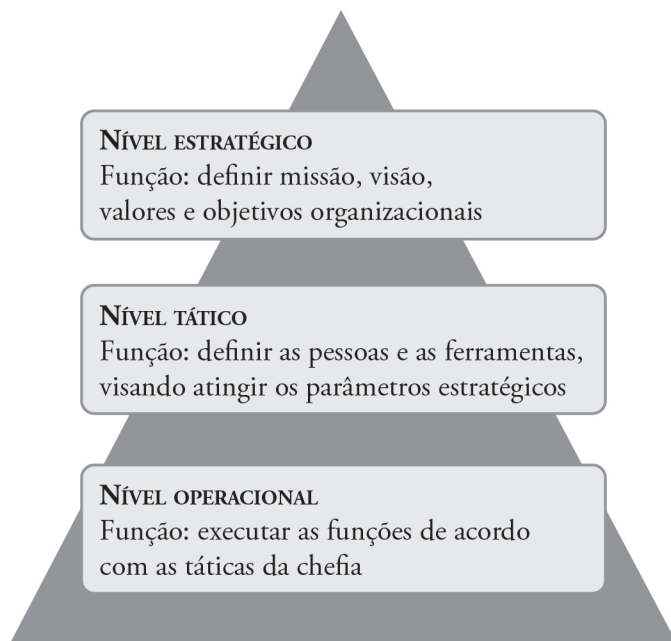 Nível estratégico
Função: definir missão, visão,
valores e objetivos organizacionais
Nível tático
Função: definir as pessoas e as ferramentas,
visando atingir os parâmetros estratégicos
Nível operacional
Função: executar as funções de acordo
com as táticas da chefia